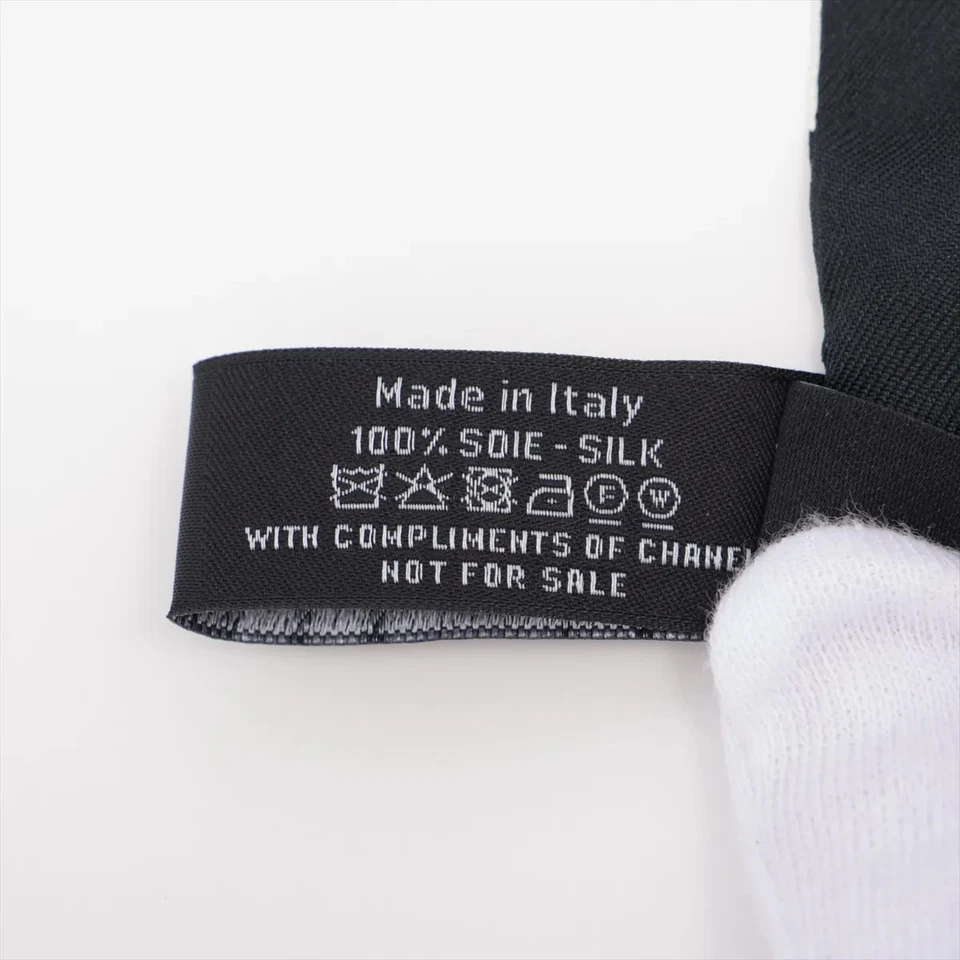 Made in Italy
100% SOIE - SILK
F W
WITH COMPLIMENTS OF CHANEL
NOT FOR SALE